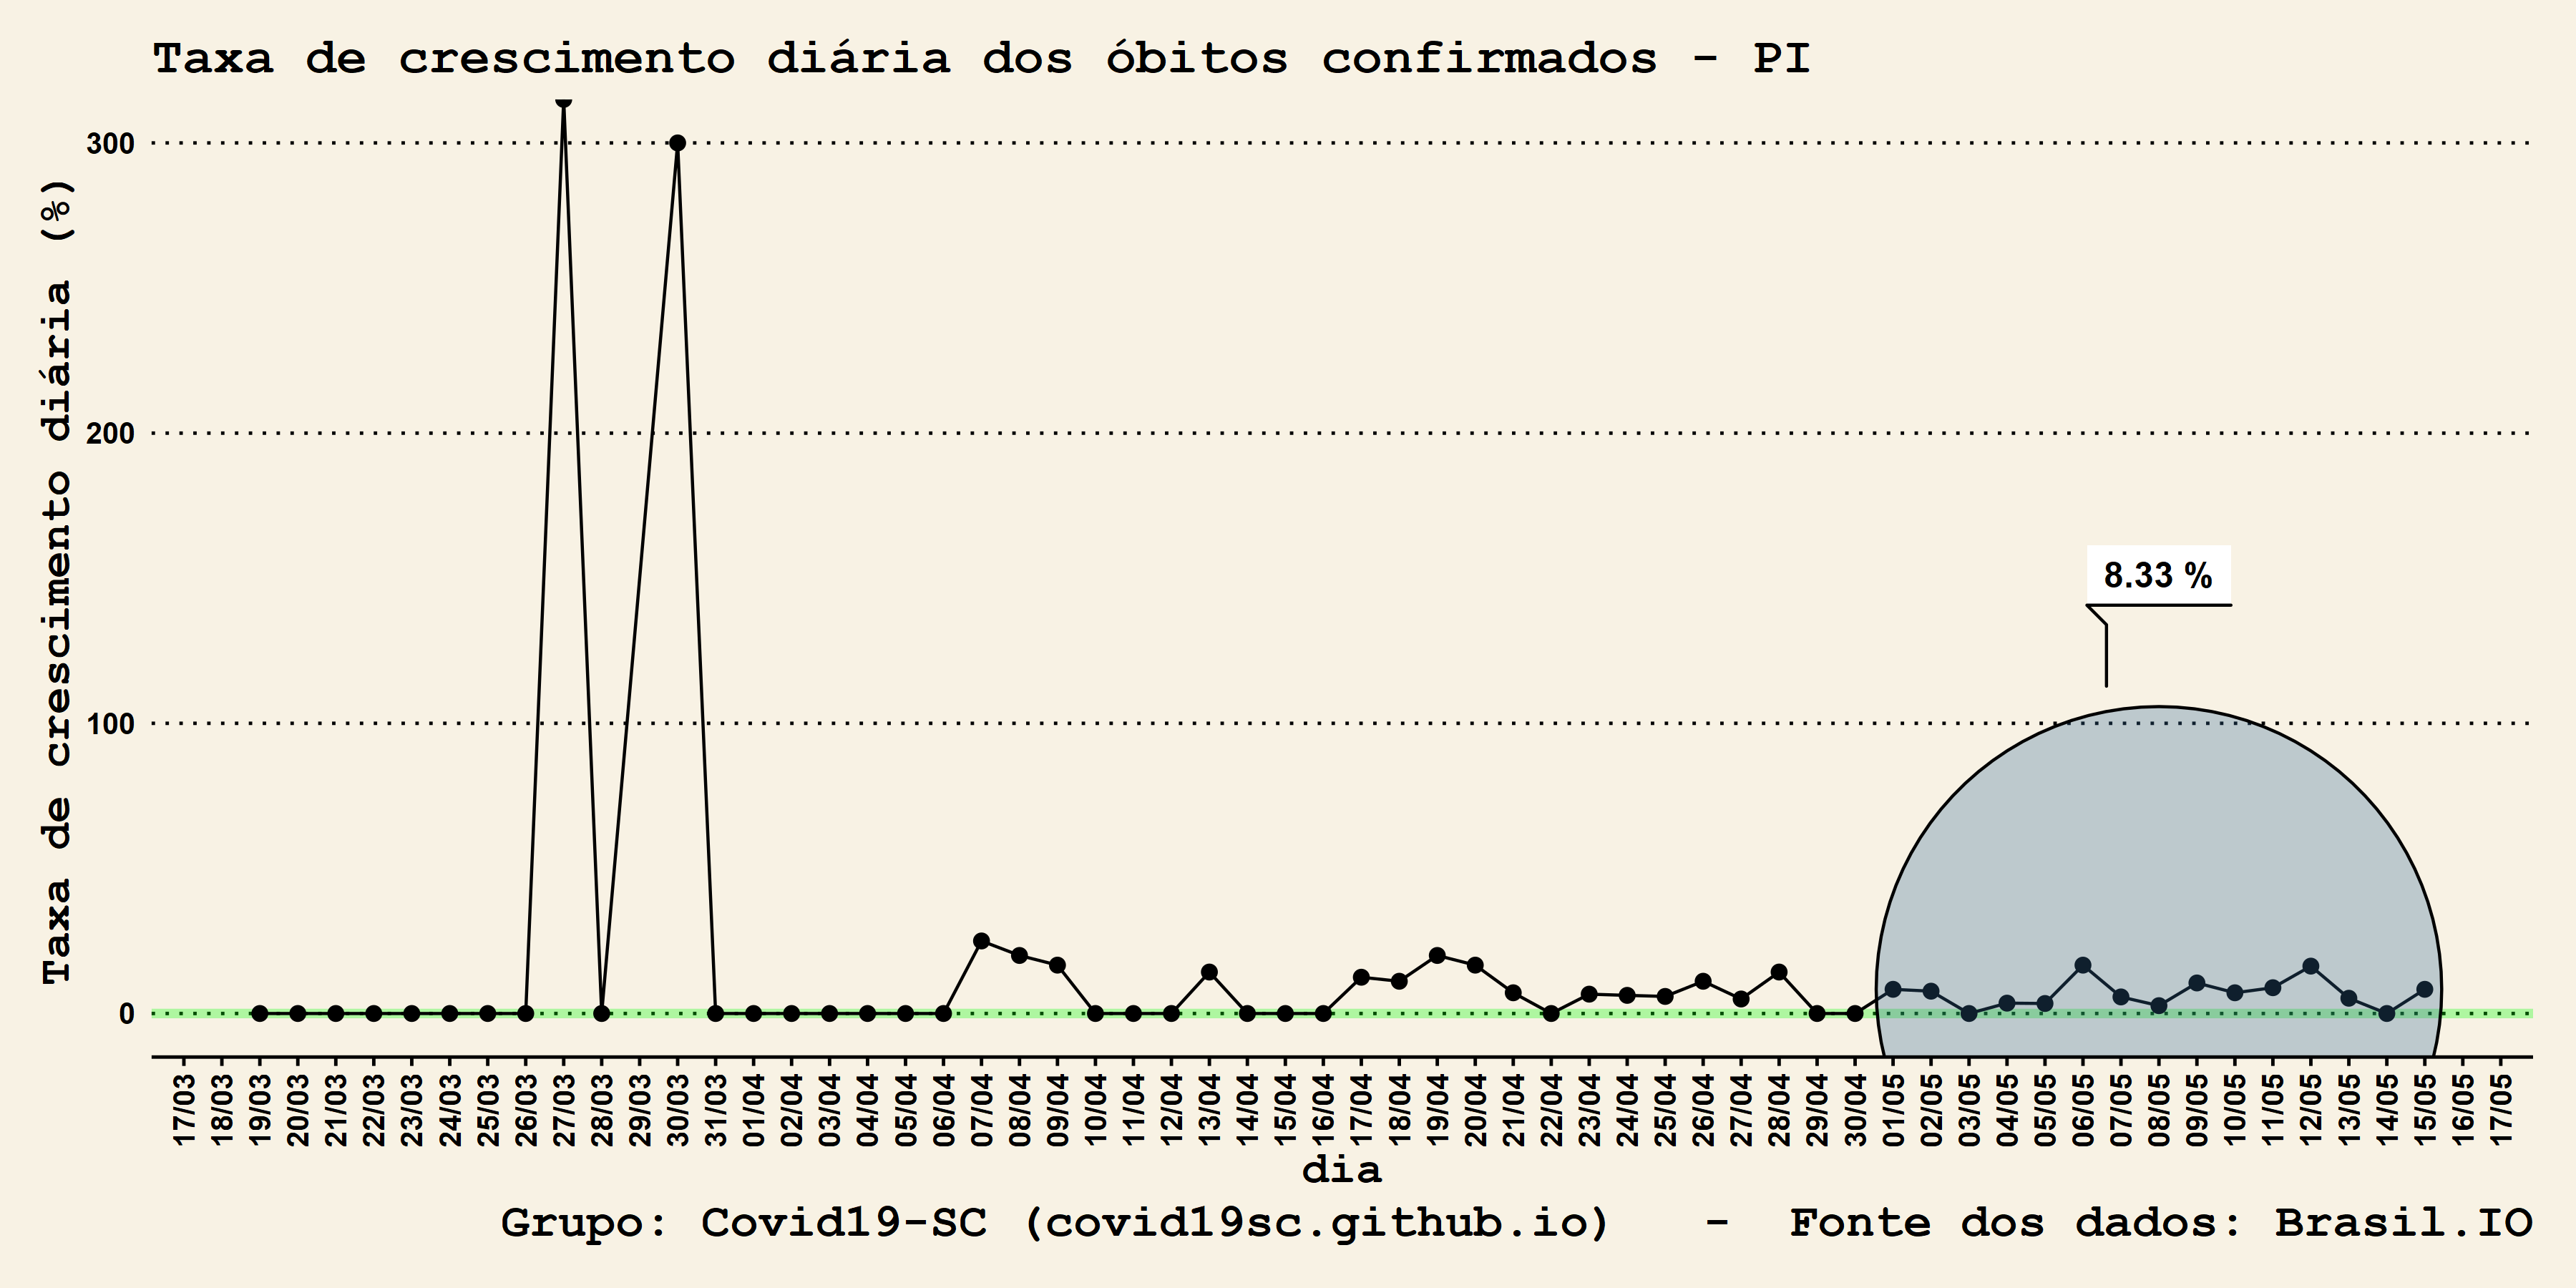 Taxa de crescimento diária dos óbitos confirmados - PI
Taxa de crescimento diária (%)
300
200
100
0
8.33 %
17/03 18/03 19/03 20/03 21/03 22/03 23/03 24/03 25/03 26/03 27/03 28/03 29/03 30/03 31/03 01/04 02/04 03/04 04/04 05/04 06/04 07/04 08/04 09/04 10/04 11/04 12/04 13/04 14/04 15/04 16/04 17/04 18/04 19/04 20/04 21/04 22/04 23/04 24/04 25/04 26/04 27/04 28/04 29/04 30/04 01/05 02/05 03/05 04/05 05/05 06/05 07/05 08/05 09/05 10/05 11/05 12/05 13/05 14/05 15/05 16/05 17/05
dia
Grupo: Covid19-SC (covid19sc.github.io) - Fonte dos dados: Brasil.IO